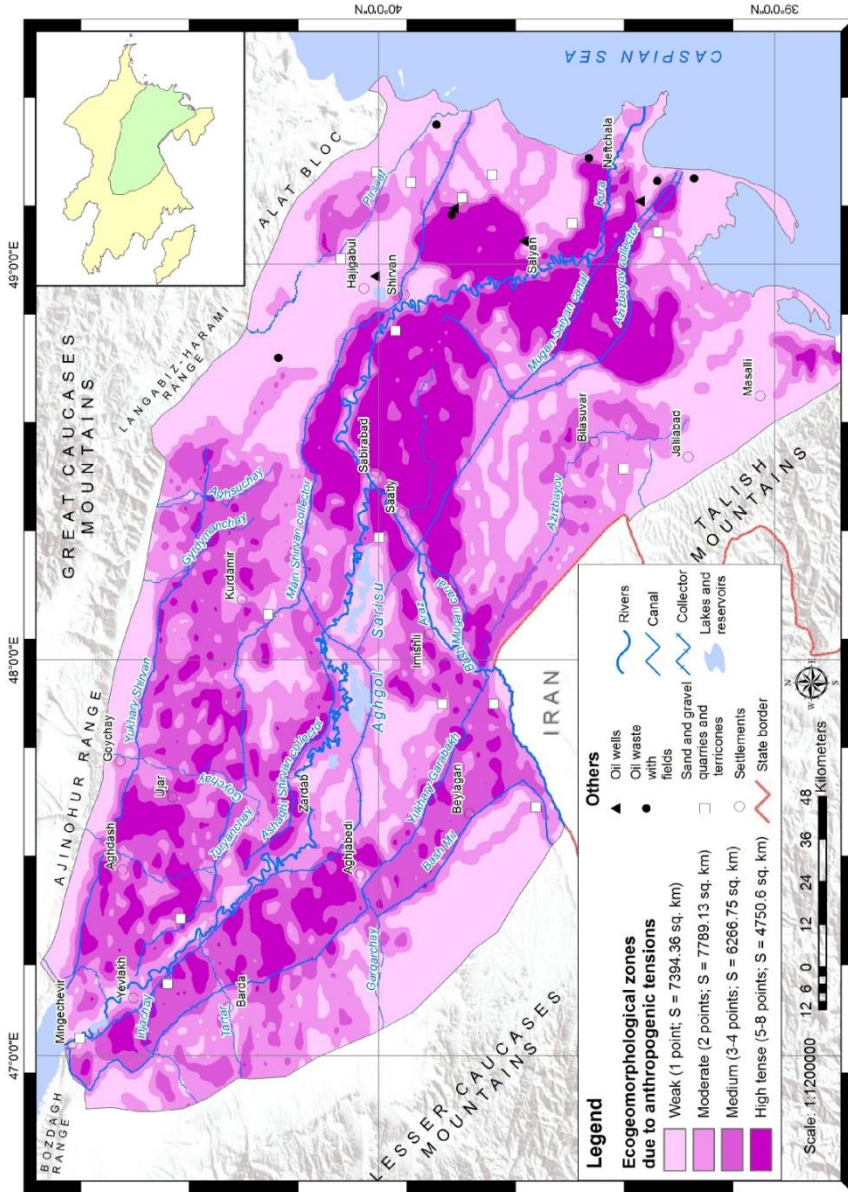 47°0'0"E
48°0'0"E
49°0'0"E
40°0'0"N
39°0'0"N
BOZDAGH
RANGE
AJINOHUR RANGE
GREAT CAUCASES
MOUNTAINS
LANGABIZ-HARAMI
RANGE
ALAT BLOC
CASPIAN SEA
LESSER CAUCASES
MOUNTAINS
TALISH
MOUNTAINS
IRAN
Mingechevir
Yevlakh
Injachay
Barda
Tartar
Gargarchay
Aghdash
Ujar
Goychay
Yukhary Shirvan
Goychay
Turyanchay
Ashaghi Shirvan collector
Zardab
Aghjabedi
Yukhary Garabakh
Beylagan
Bash Mil
Kurdamir
Gyrdymanchay
Aghsuchay
Main Shirvan collector
Aghgol
Sarisu
Imishli
Araz
Bash Mugan canal
Saatly
Sabirabad
Hajigabul
Shirvan
Pirsaat
Salyan
Kura
Neftchala
Mugan-Salyan canal
Azizbayov collector
Azizbayov
Bilasuvar
Jalilabad
Masalli
Legend
Ecogeomorphological zones
due to anthropogenic tensions
Weak (1 point; S = 7394.36 sq. km)
Moderate (2 points; S = 7789.13 sq. km)
Medium (3-4 points; S = 6266.75 sq. km)
High tense (5-8 points; S = 4750.6 sq. km)
Others
Oil wells
Oil waste
with
fields
Sand and gravel
quarries and
terricones
Settlements
State border
Rivers
Canal
Collector
Lakes and
reservoirs
Scale: 1:1200000
12 6 0 12 24 36 48
Kilometers
N
W
E
S